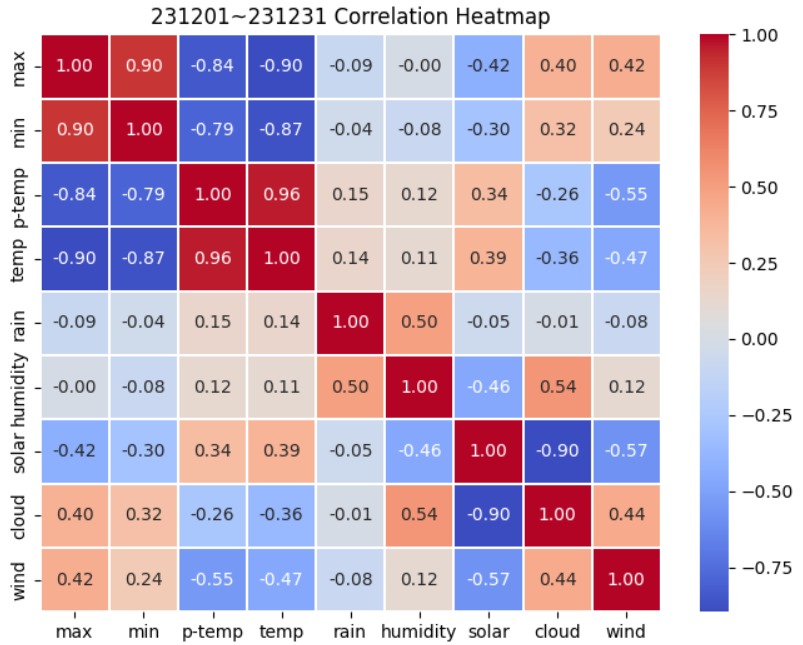 231201~231231 Correlation Heatmap
max 1.00 0.90 -0.84 -0.90 -0.09 -0.00 -0.42 0.40 0.42
min 0.90 1.00 -0.79 -0.87 -0.04 -0.08 -0.30 0.32 0.24
p-temp -0.84 -0.79 1.00 0.96 0.15 0.12 0.34 -0.26 -0.55
temp -0.90 -0.87 0.96 1.00 0.14 0.11 0.39 -0.36 -0.47
rain -0.09 -0.04 0.15 0.14 1.00 0.50 -0.05 -0.01 -0.08
humidity -0.00 -0.08 0.12 0.11 0.50 1.00 -0.46 0.54 0.12
solar -0.42 -0.30 0.34 0.39 -0.05 -0.46 1.00 -0.90 -0.57
cloud 0.40 0.32 -0.26 -0.36 -0.01 0.54 -0.90 1.00 0.44
wind 0.42 0.24 -0.55 -0.47 -0.08 0.12 -0.57 0.44 1.00
max min p-temp temp rain humidity solar cloud wind
1.00
0.75
0.50
0.25
0.00
−0.25
−0.50
−0.75